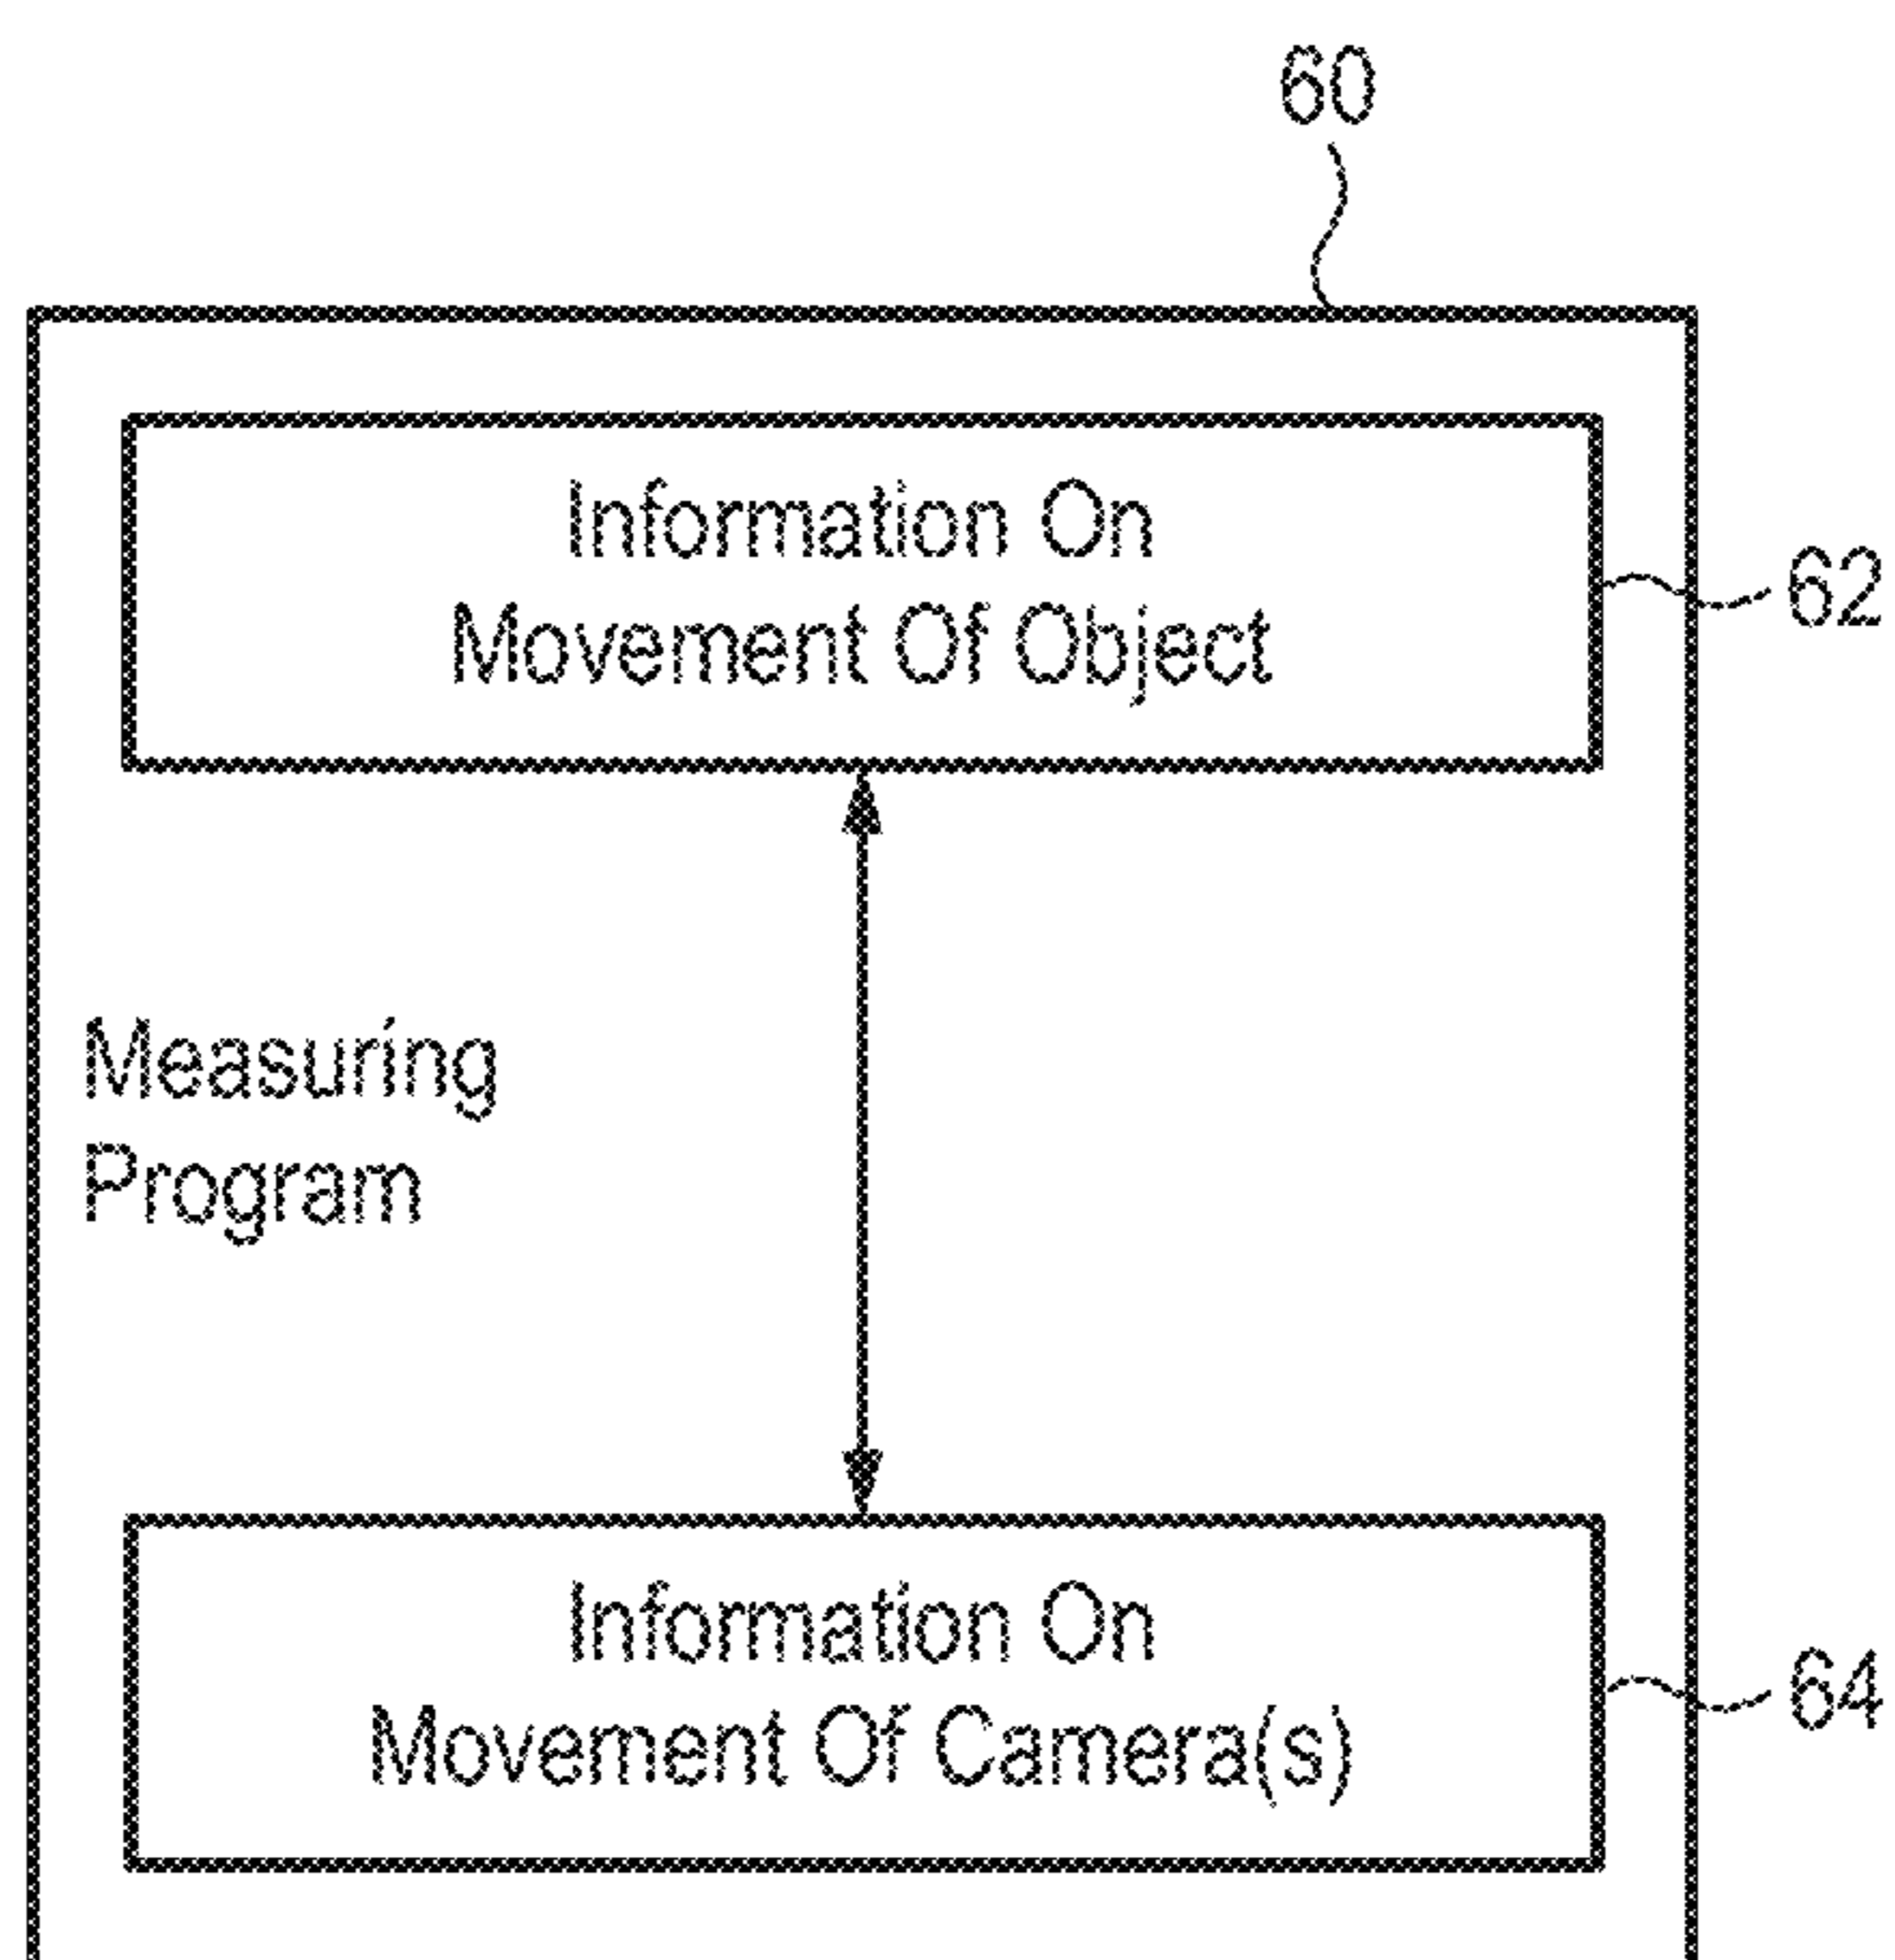 60
Information On
Movement Of Object
62
Measuring
Program
Information On
Movement Of Camera(s)
64